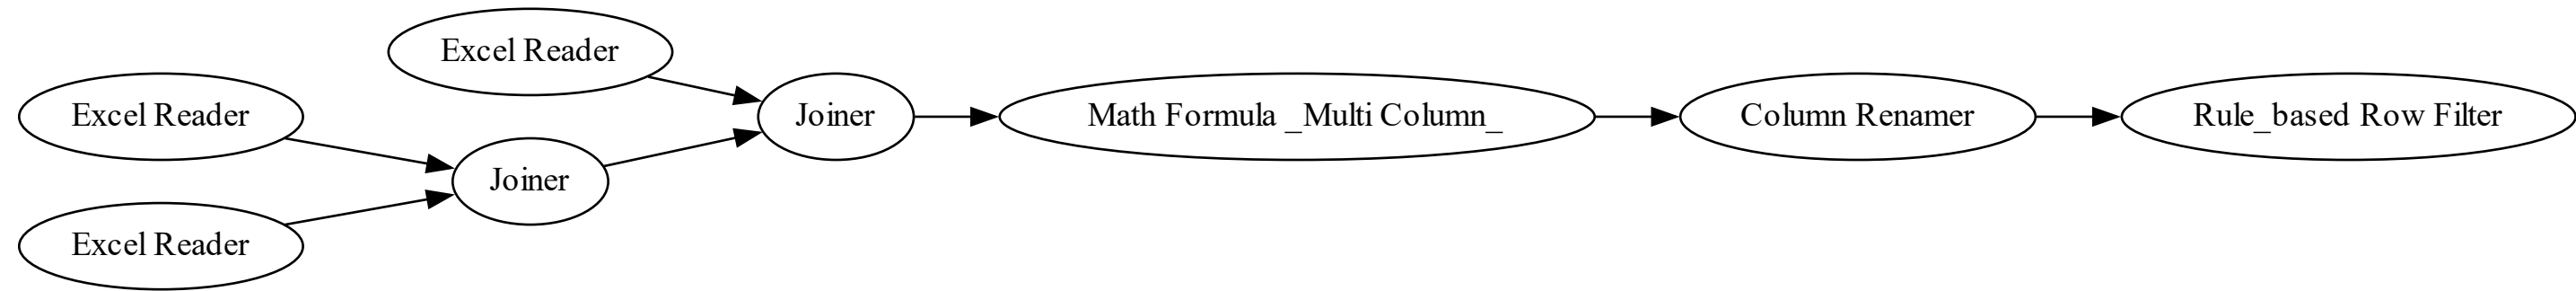 Excel Reader
Excel Reader
Excel Reader
Joiner
Joiner
Math Formula _Multi Column_
Column Renamer
Rule_based Row Filter